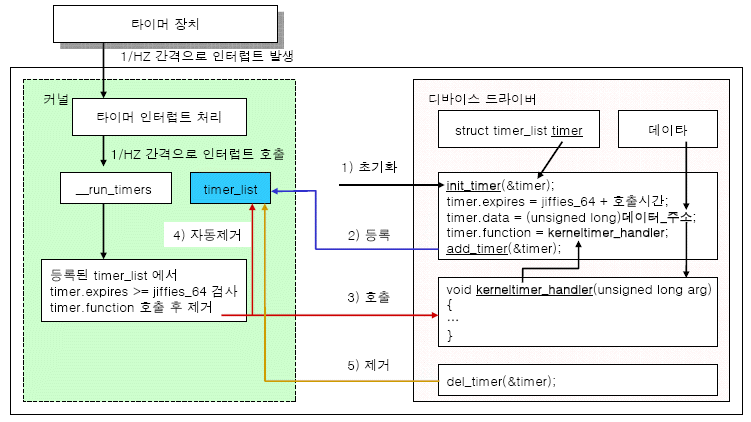 타이머 장치
1/HZ 간격으로 인터럽트 발생
커널
타이머 인터럽트 처리
1/HZ 간격으로 인터럽트 호출
__run_timers
timer_list
4) 자동제거
등록된 timer_list 에서
timer.expires >= jiffies_64 검사
timer.function 호출 후 제거
1) 초기화
2) 등록
3) 호출
5) 제거
디바이스 드라이버
struct timer_list timer
데이타
init_timer(&timer);
timer.expires = jiffies_64 + 호출시간;
timer.data = (unsigned long)데이터_주소;
timer.function = kerneltimer_handler;
add_timer(&timer);
void kerneltimer_handler(unsigned long arg)
{
...
}
del_timer(&timer);